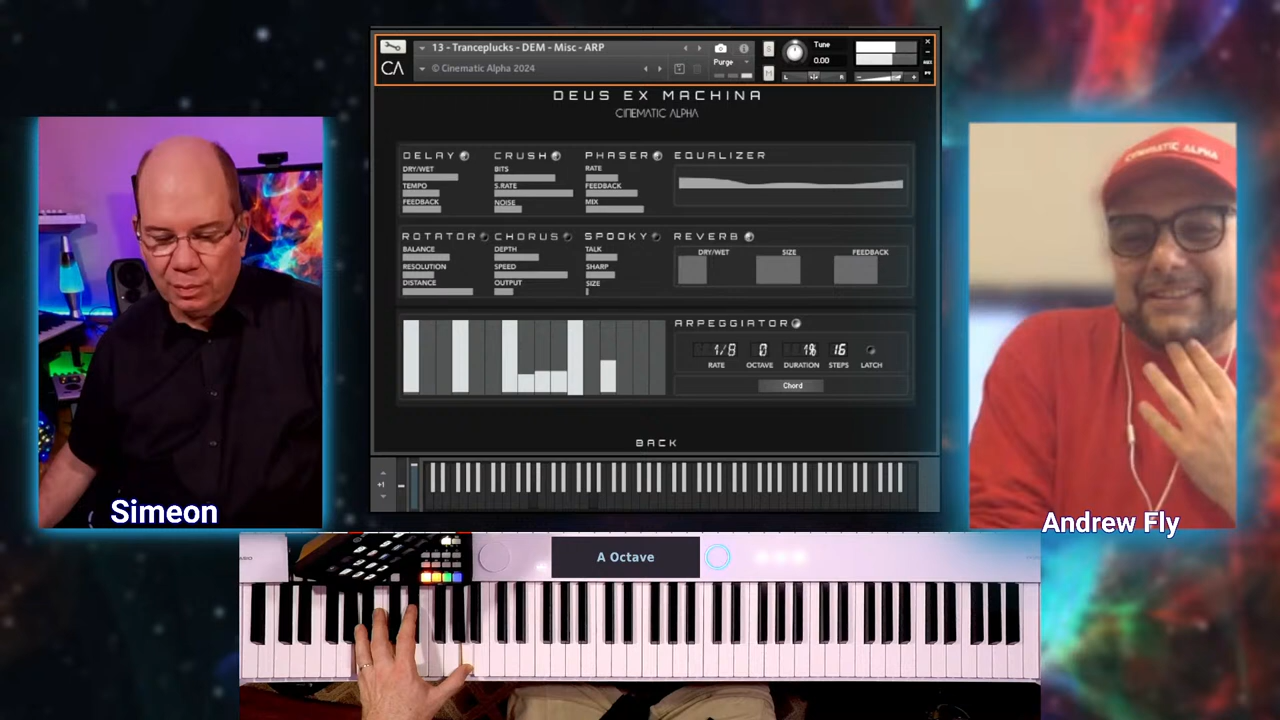 13 - Tranceplucks - DEM - Misc - ARP
© Cinematic Alpha 2024
CA
Purge
S
M
Tune
0.00
L
R
DEUS EX MACHINA
CINEMATIC ALPHA
DELAY
CRUSH
PHASER
EQUALIZER
DRY/WET
BITS
RATE
TEMPO
S.RATE
FEEDBACK
FEEDBACK
NOISE
MIX
ROTATOR
CHORUS
SPOOKY
REVERB
BALANCE
DEPTH
TALK
DRY/WET
SIZE
FEEDBACK
RESOLUTION
SPEED
SHARP
DISTANCE
OUTPUT
SIZE
ARPEGGIATOR
1/8
0
1%
16
RATE
OCTAVE
DURATION
STEPS
LATCH
Chord
BACK
+1
CINEMATIC ALPHA
Simeon
Andrew Fly
A Octave